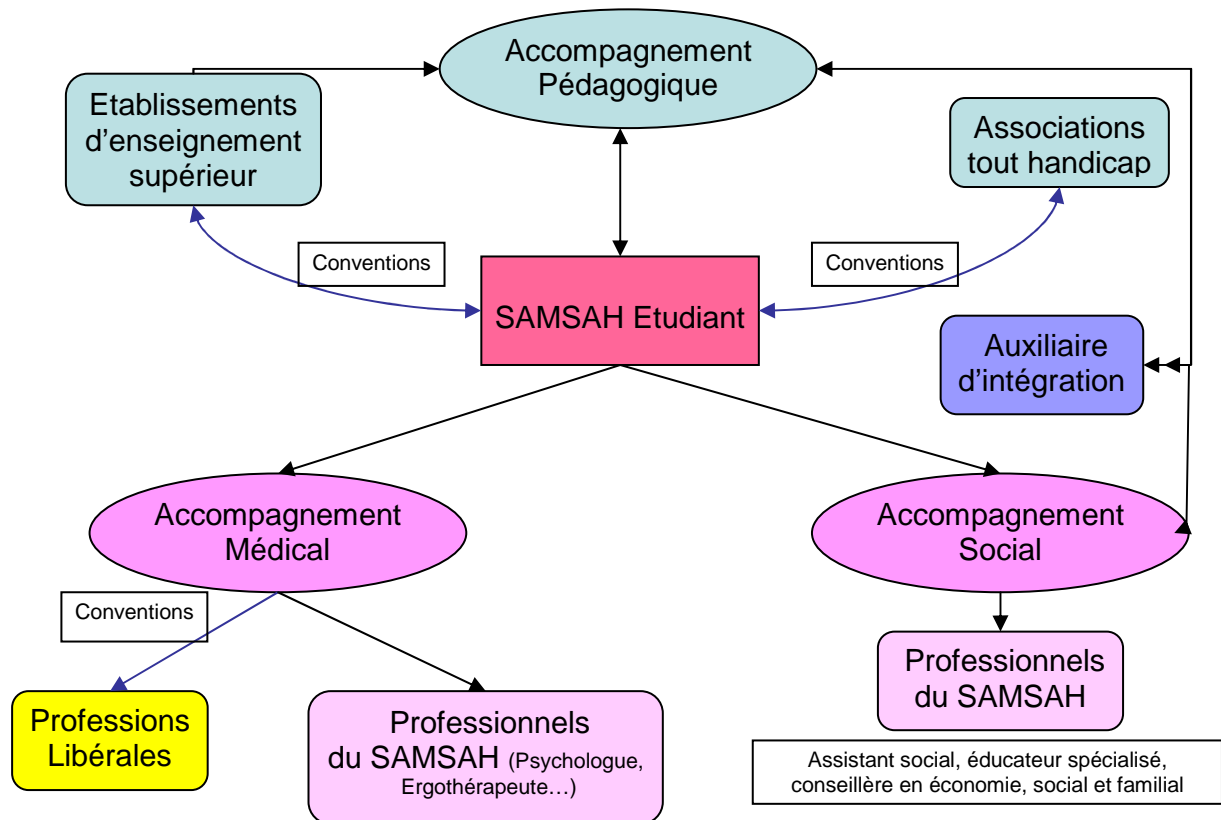 Accompagnement
Pédagogique
Etablissements
d'enseignement
supérieur
Associations
tout handicap
Conventions
Conventions
SAMSAH Etudiant
Auxiliaire
d'intégration
Accompagnement
Médical
Accompagnement
Social
Conventions
Professionnels
du SAMSAH
Professions
Libérales
Professionnels
du SAMSAH (Psychologue,
Ergothérapeute…)
Assistant social, éducateur spécialisé,
conseillère en économie, social et familial